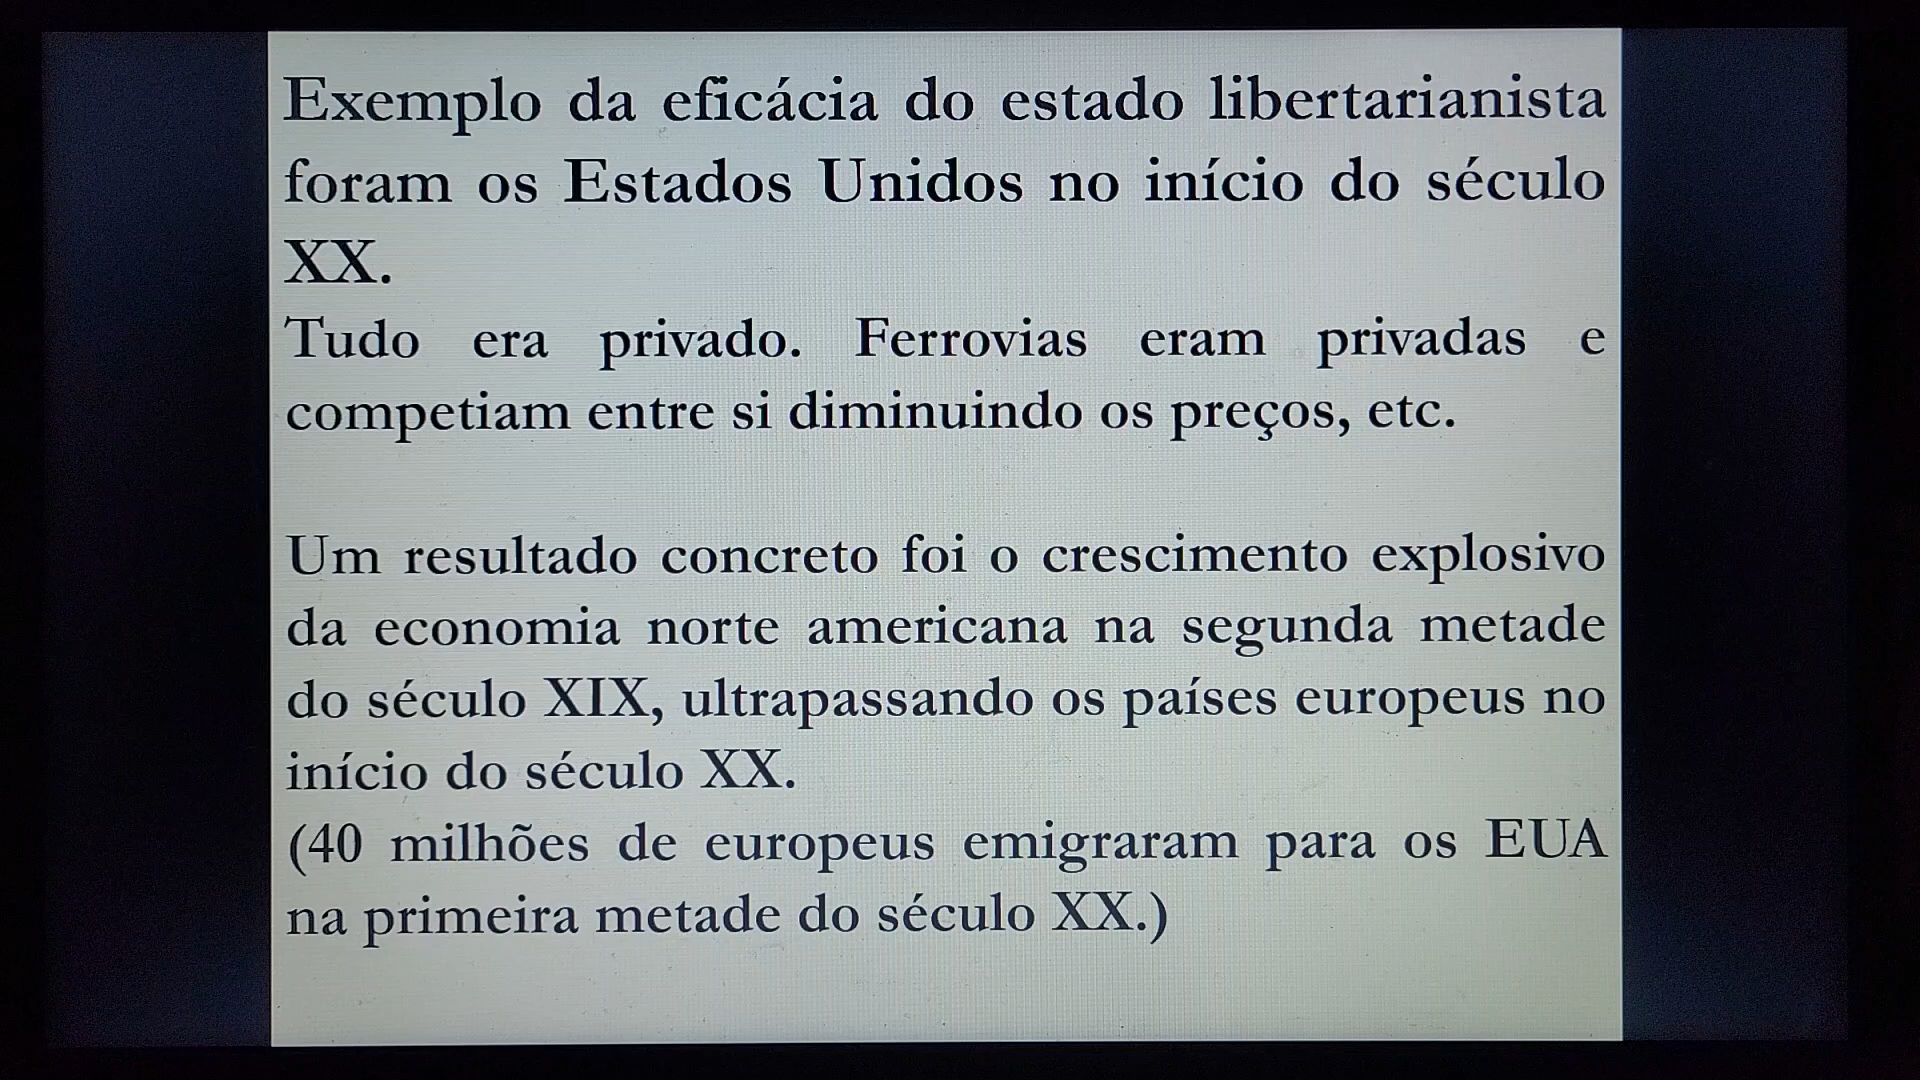 Exemplo da eficácia do estado libertarianista
foram os Estados Unidos no início do século
XX.
Tudo era privado. Ferrovias eram privadas e
competiam entre si diminuindo os preços, etc.
Um resultado concreto foi o crescimento explosivo
da economia norte americana na segunda metade
do século XIX, ultrapassando os países europeus no
início do século XX.
(40 milhões de europeus emigraram para os EUA
na primeira metade do século XX.)